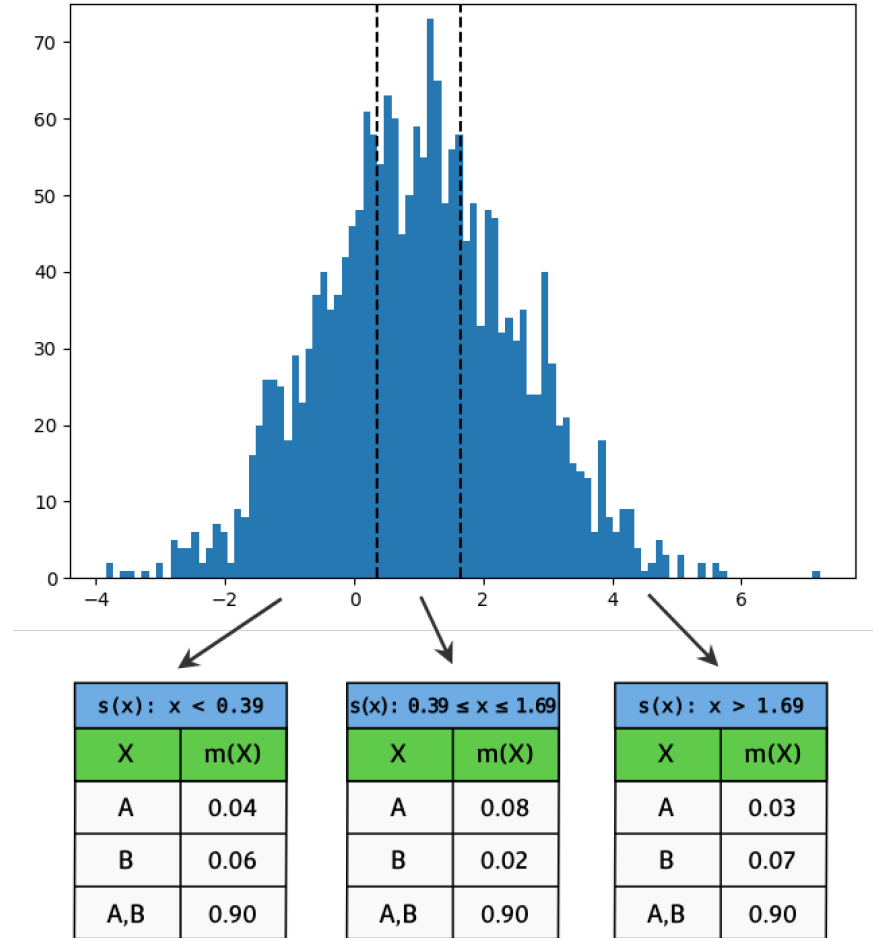 70
60
50
40
30
20
10
0
−4 −2 0 2 4 6
s(x): x < 0.39
X m(X)
A 0.04
B 0.06
A,B 0.90
s(x): 0.39 ≤ x ≤ 1.69
X m(X)
A 0.08
B 0.02
A,B 0.90
s(x): x > 1.69
X m(X)
A 0.03
B 0.07
A,B 0.90